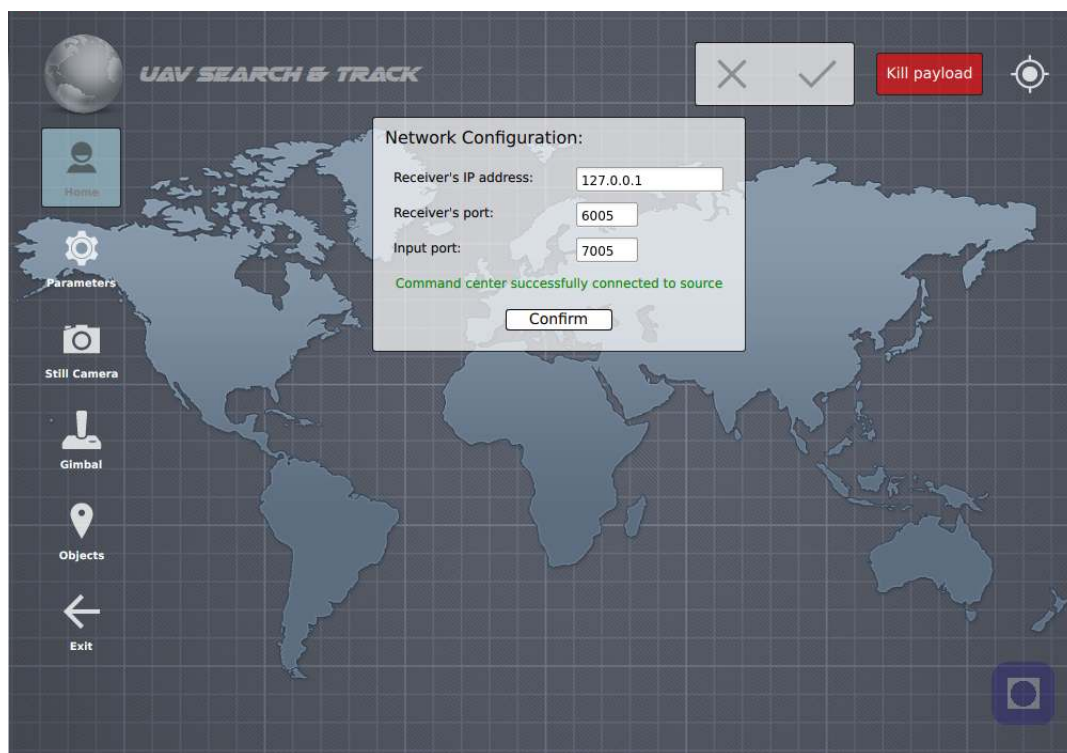 UAV SEARCH & TRACK
Kill payload
Home
Parameters
Still Camera
Gimbal
Objects
Exit
Network Configuration:
Receiver's IP address: 127.0.0.1
Receiver's port: 6005
Input port: 7005
Command center successfully connected to source
Confirm